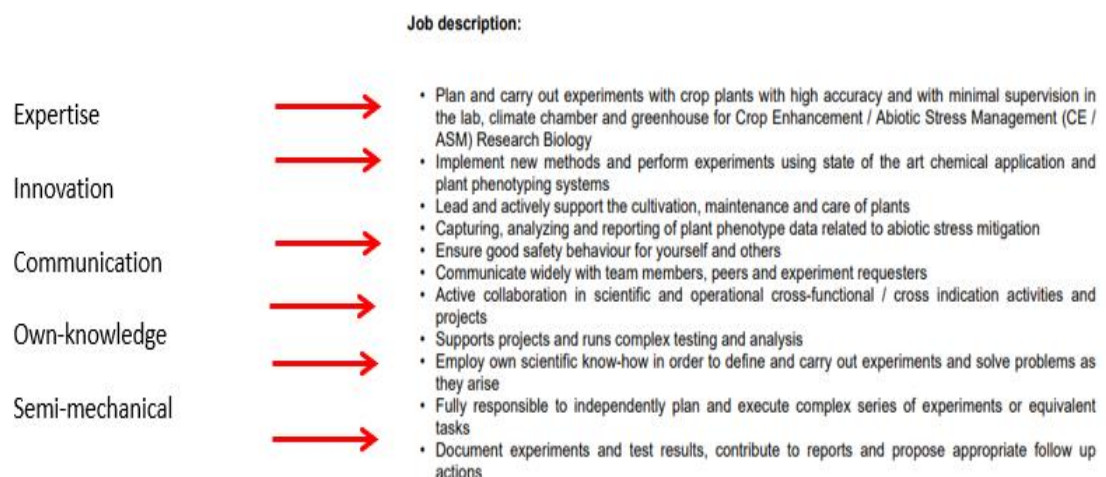 Job description:
Expertise
Innovation
Communication
Own-knowledge
Semi-mechanical
• Plan and carry out experiments with crop plants with high accuracy and with minimal supervision in
the lab, climate chamber and greenhouse for Crop Enhancement / Abiotic Stress Management (CE /
ASM) Research Biology
• Implement new methods and perform experiments using state of the art chemical application and
plant phenotyping systems
• Lead and actively support the cultivation, maintenance and care of plants
• Capturing, analyzing and reporting of plant phenotype data related to abiotic stress mitigation
• Ensure good safety behaviour for yourself and others
• Communicate widely with team members, peers and experiment requesters
• Active collaboration in scientific and operational cross-functional / cross indication activities and
projects
• Supports projects and runs complex testing and analysis
• Employ own scientific know-how in order to define and carry out experiments and solve problems as
they arise
• Fully responsible to independently plan and execute complex series of experiments or equivalent
tasks
• Document experiments and test results, contribute to reports and propose appropriate follow up
actions